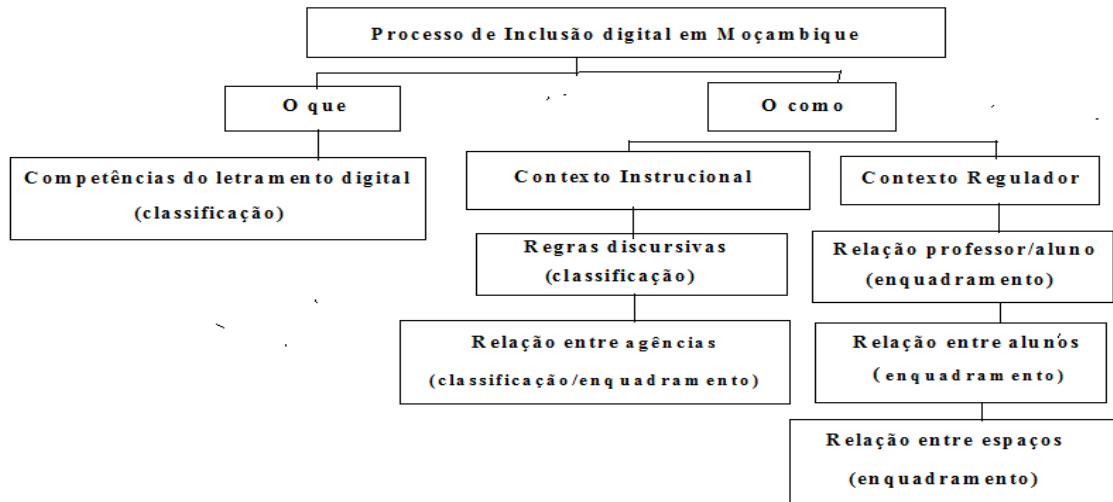 Processo de Inclusão digital em Moçambique
O que
O como
Competências do letramento digital
(classificação)
Contexto Instrucional
Contexto Regulador
Regras discursivas
(classificação)
Relação professor/aluno
(enquadramento)
Relação entre agências
(classificação/enquadramento)
Relação entre alunos
( enquadramento)
Relação entre espaços
(enquadramento)